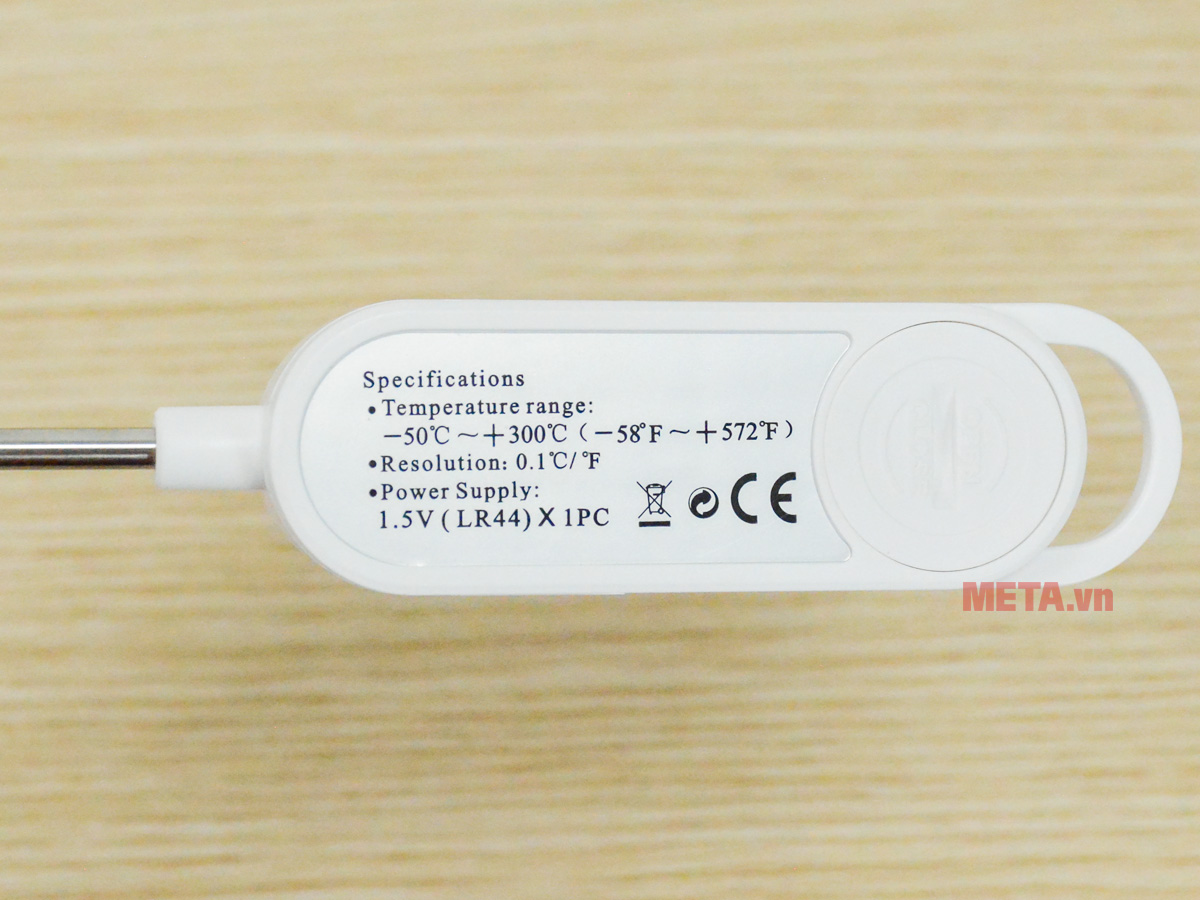 Specifications
•Temperature range:
−50℃～＋300℃（−58°F～＋572℉）
•Resolution: 0.1℃/℉
•Power Supply:
1.5V ( LR44) X 1PC
CE
META.vn